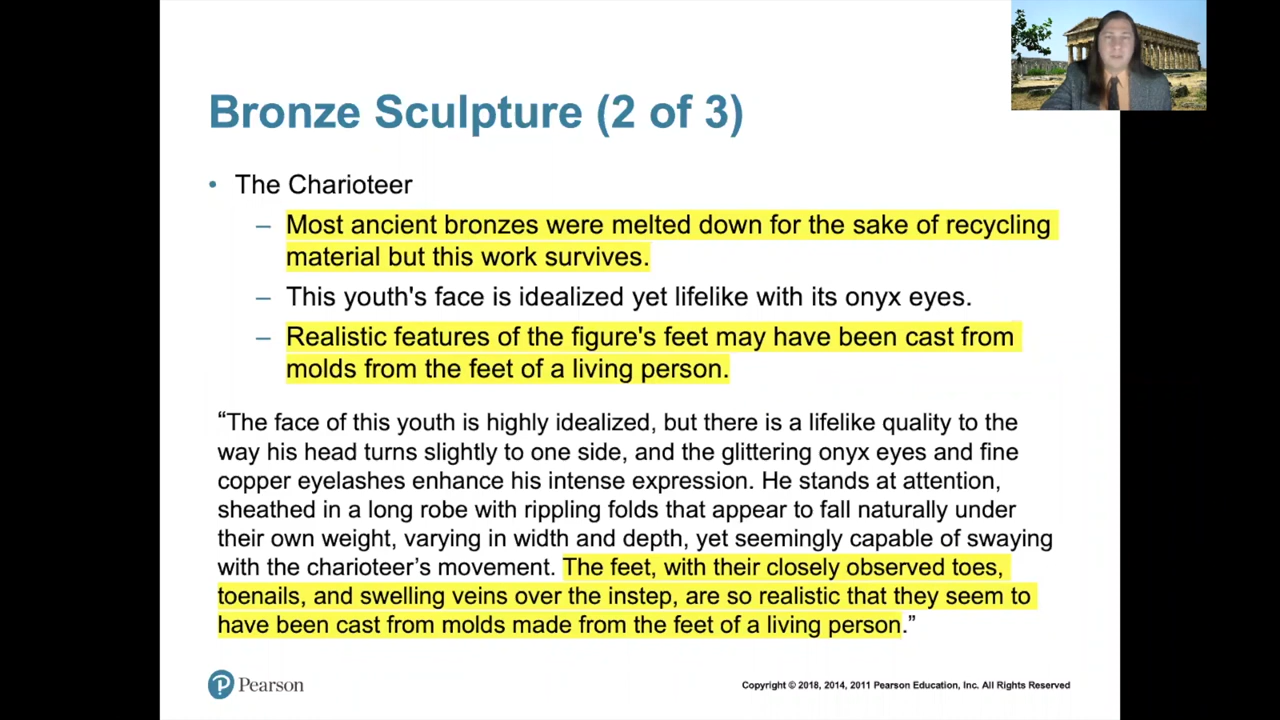 Bronze Sculpture (2 of 3)
• The Charioteer
– Most ancient bronzes were melted down for the sake of recycling
material but this work survives.
– This youth's face is idealized yet lifelike with its onyx eyes.
– Realistic features of the figure's feet may have been cast from
molds from the feet of a living person.
“The face of this youth is highly idealized, but there is a lifelike quality to the
way his head turns slightly to one side, and the glittering onyx eyes and fine
copper eyelashes enhance his intense expression. He stands at attention,
sheathed in a long robe with rippling folds that appear to fall naturally under
their own weight, varying in width and depth, yet seemingly capable of swaying
with the charioteer’s movement. The feet, with their closely observed toes,
toenails, and swelling veins over the instep, are so realistic that they seem to
have been cast from molds made from the feet of a living person.”
Pearson
Copyright © 2018, 2014, 2011 Pearson Education, Inc. All Rights Reserved